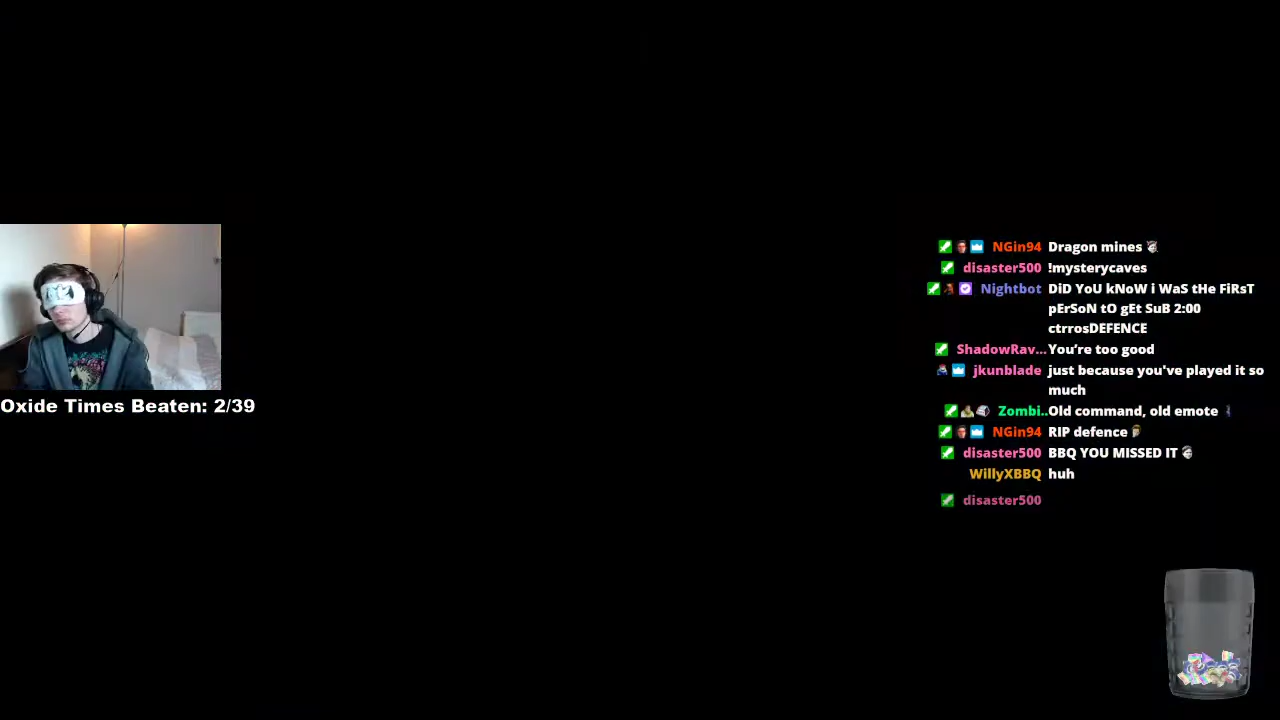 NGin94 Dragon mines
disaster500 !mysterycaves
Nightbot DiD YoU kNoW i WaS tHe FiRsT
pErSoN tO gEt SuB 2:00
ctrrosDEFENCE
ShadowRav... You’re too good
jkunblade just because you've played it so
much
Zombi.. Old command, old emote
NGin94 RIP defence
Oxide Times Beaten: 2/39
disaster500 BBQ YOU MISSED IT
WillyXBBQ huh
disaster500